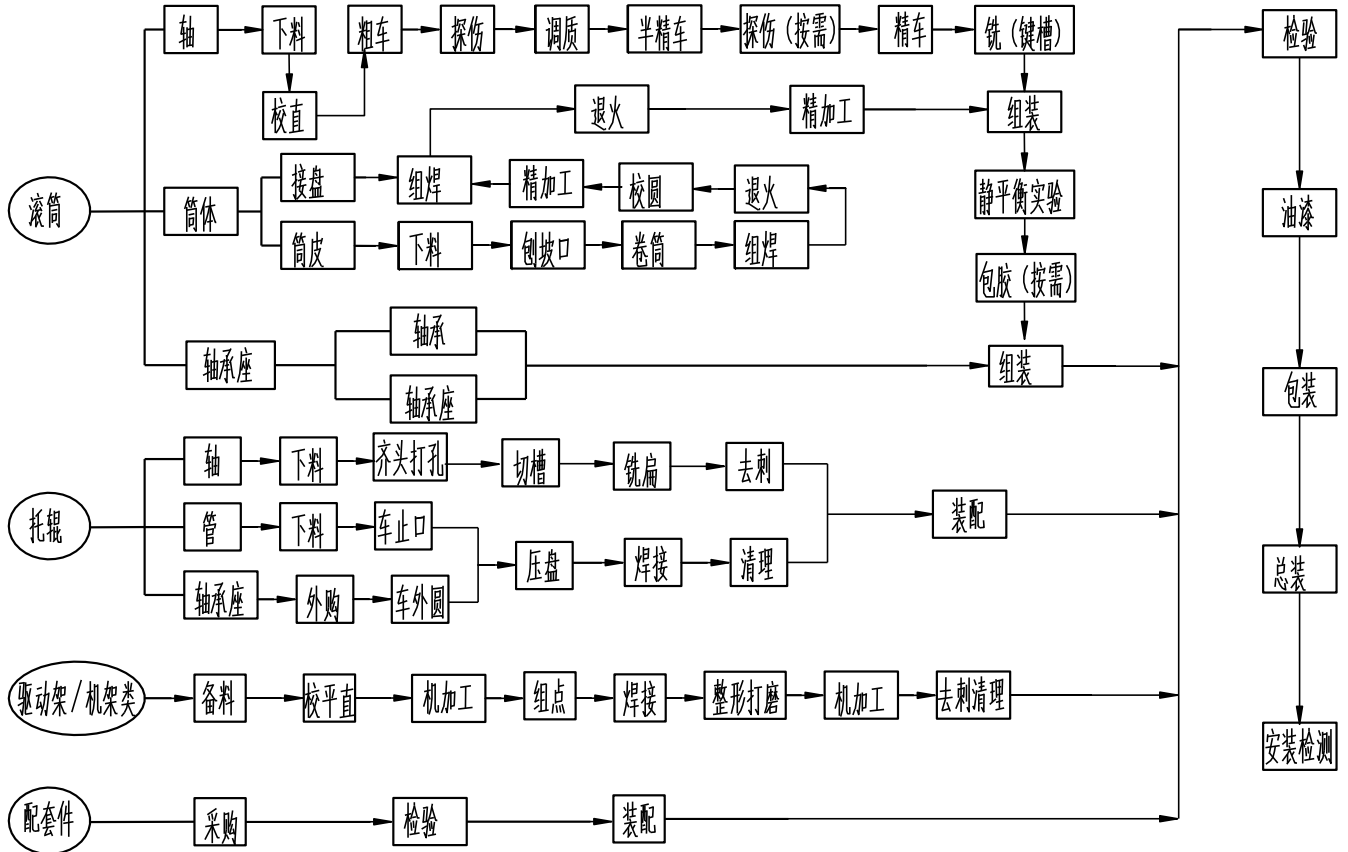 轴
下料
粗车
探伤
调质
半精车
探伤（按需）
精车
铣（键槽）
检验
校直
退火
精加工
组装
滚筒
筒体
接盘
组焊
精加工
校圆
退火
静平衡实验
油漆
筒皮
下料
刨坡口
卷筒
组焊
包胶（按需）
轴承座
轴承
轴承座
组装
包装
托辊
轴
下料
齐头打孔
切槽
铣扁
去刺
管
下料
车止口
装配
轴承座
外购
车外圆
压盘
焊接
清理
总装
驱动架/机架类
备料
校平直
机加工
组点
焊接
整形打磨
机加工
去刺清理
安装检测
配套件
采购
检验
装配